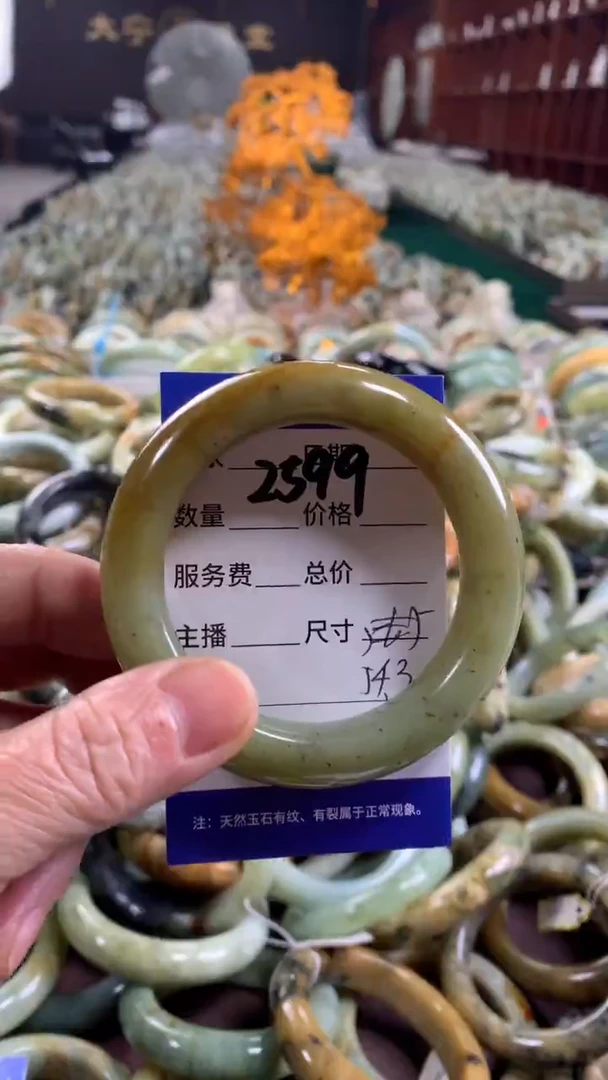 2599
数量 价格
服务费 总价
主播 尺寸
543
注：天然玉石有纹、有裂属于正常现象。